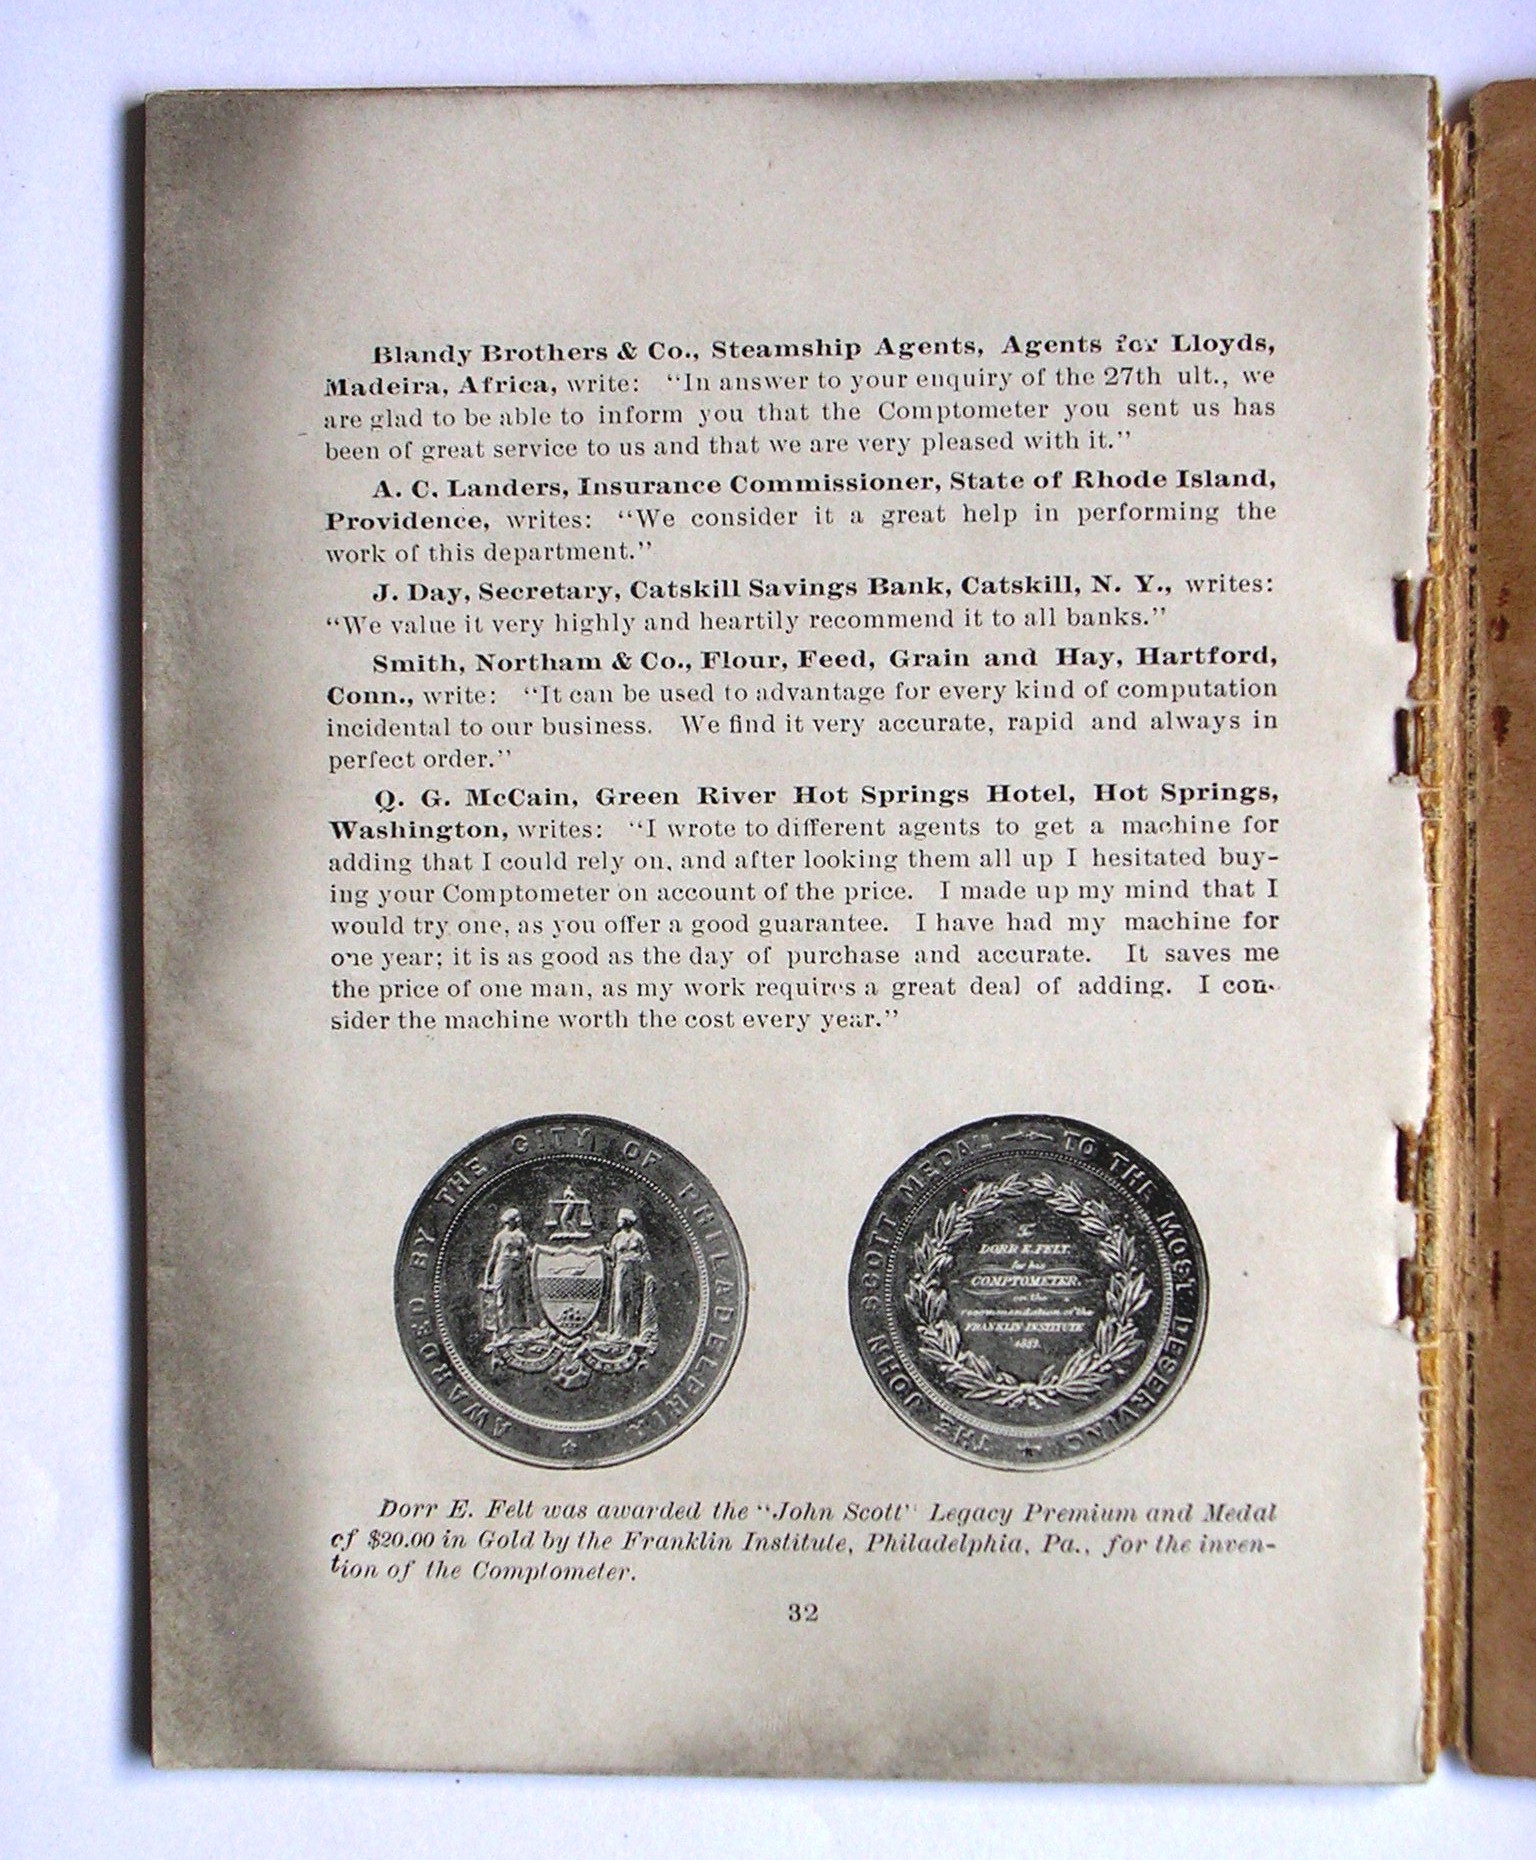 Blandy Brothers & Co., Steamship Agents, Agents for Lloyds,
Madeira, Africa, write: “In answer to your enquiry of the 27th ult., we
are glad to be able to inform you that the Comptometer you sent us has
been of great service to us and that we are very pleased with it.”
A. C. Landers, Insurance Commissioner, State of Rhode Island,
Providence, writes: “We consider it a great help in performing the
work of this department.”
J. Day, Secretary, Catskill Savings Bank, Catskill, N. Y., writes:
“We value it very highly and heartily recommend it to all banks.”
Smith, Northam & Co., Flour, Feed, Grain and Hay, Hartford,
Conn., write: “It can be used to advantage for every kind of computation
incidental to our business. We find it very accurate, rapid and always in
perfect order.”
Q. G. McCain, Green River Hot Springs Hotel, Hot Springs,
Washington, writes: “I wrote to different agents to get a machine for
adding that I could rely on, and after looking them all up I hesitated buy-
ing your Comptometer on account of the price. I made up my mind that I
would try one, as you offer a good guarantee. I have had my machine for
one year; it is as good as the day of purchase and accurate. It saves me
the price of one man, as my work requires a great deal of adding. I con-
sider the machine worth the cost every year.”
AWARDED BY THE CITY OF PHILADELPHIA
THE JOHN SCOTT MEDAL TO THE MOST DESERVING
To
DORR E. FELT.
for his
COMPTOMETER.
on the
recommendation of the
FRANKLIN INSTITUTE
Dorr E. Felt was awarded the “John Scott” Legacy Premium and Medal
of $20.00 in Gold by the Franklin Institute, Philadelphia, Pa., for the inven-
tion of the Comptometer.
32